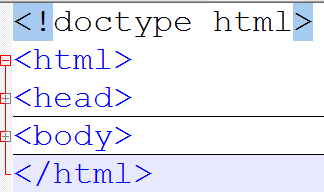 <!doctype html>
<html>
<head>
<body>
</html>